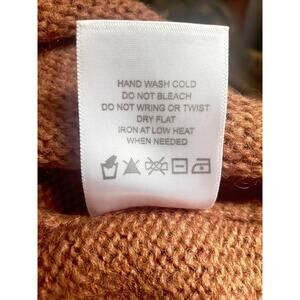 HAND WASH COLD
DO NOT BLEACH
DO NOT WRING OR TWIST
DRY FLAT
IRON AT LOW HEAT
WHEN NEEDED